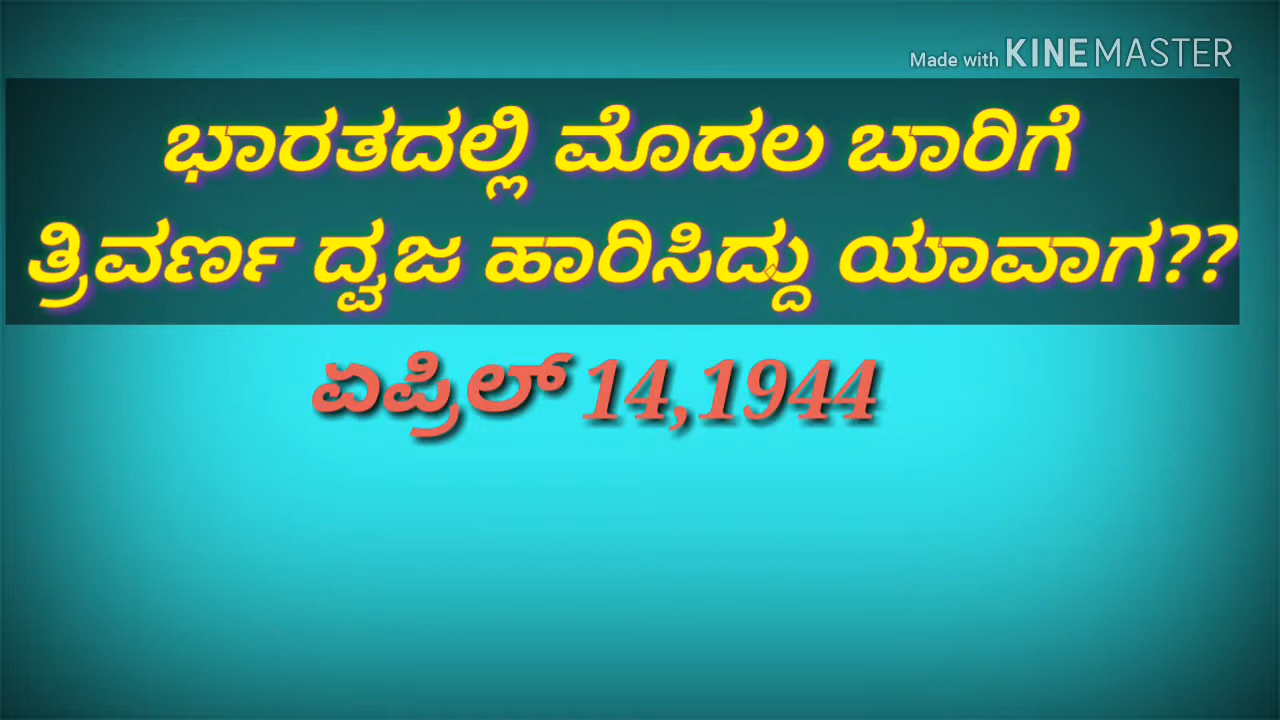 Made with KINEMASTER
ಭಾರತದಲ್ಲಿ ಮೊದಲ ಬಾರಿಗೆ
ತ್ರಿವರ್ಣ ದ್ವಜ ಹಾರಿಸಿದ್ದು ಯಾವಾಗ??
ಏಪ್ರಿಲ್ 14,1944